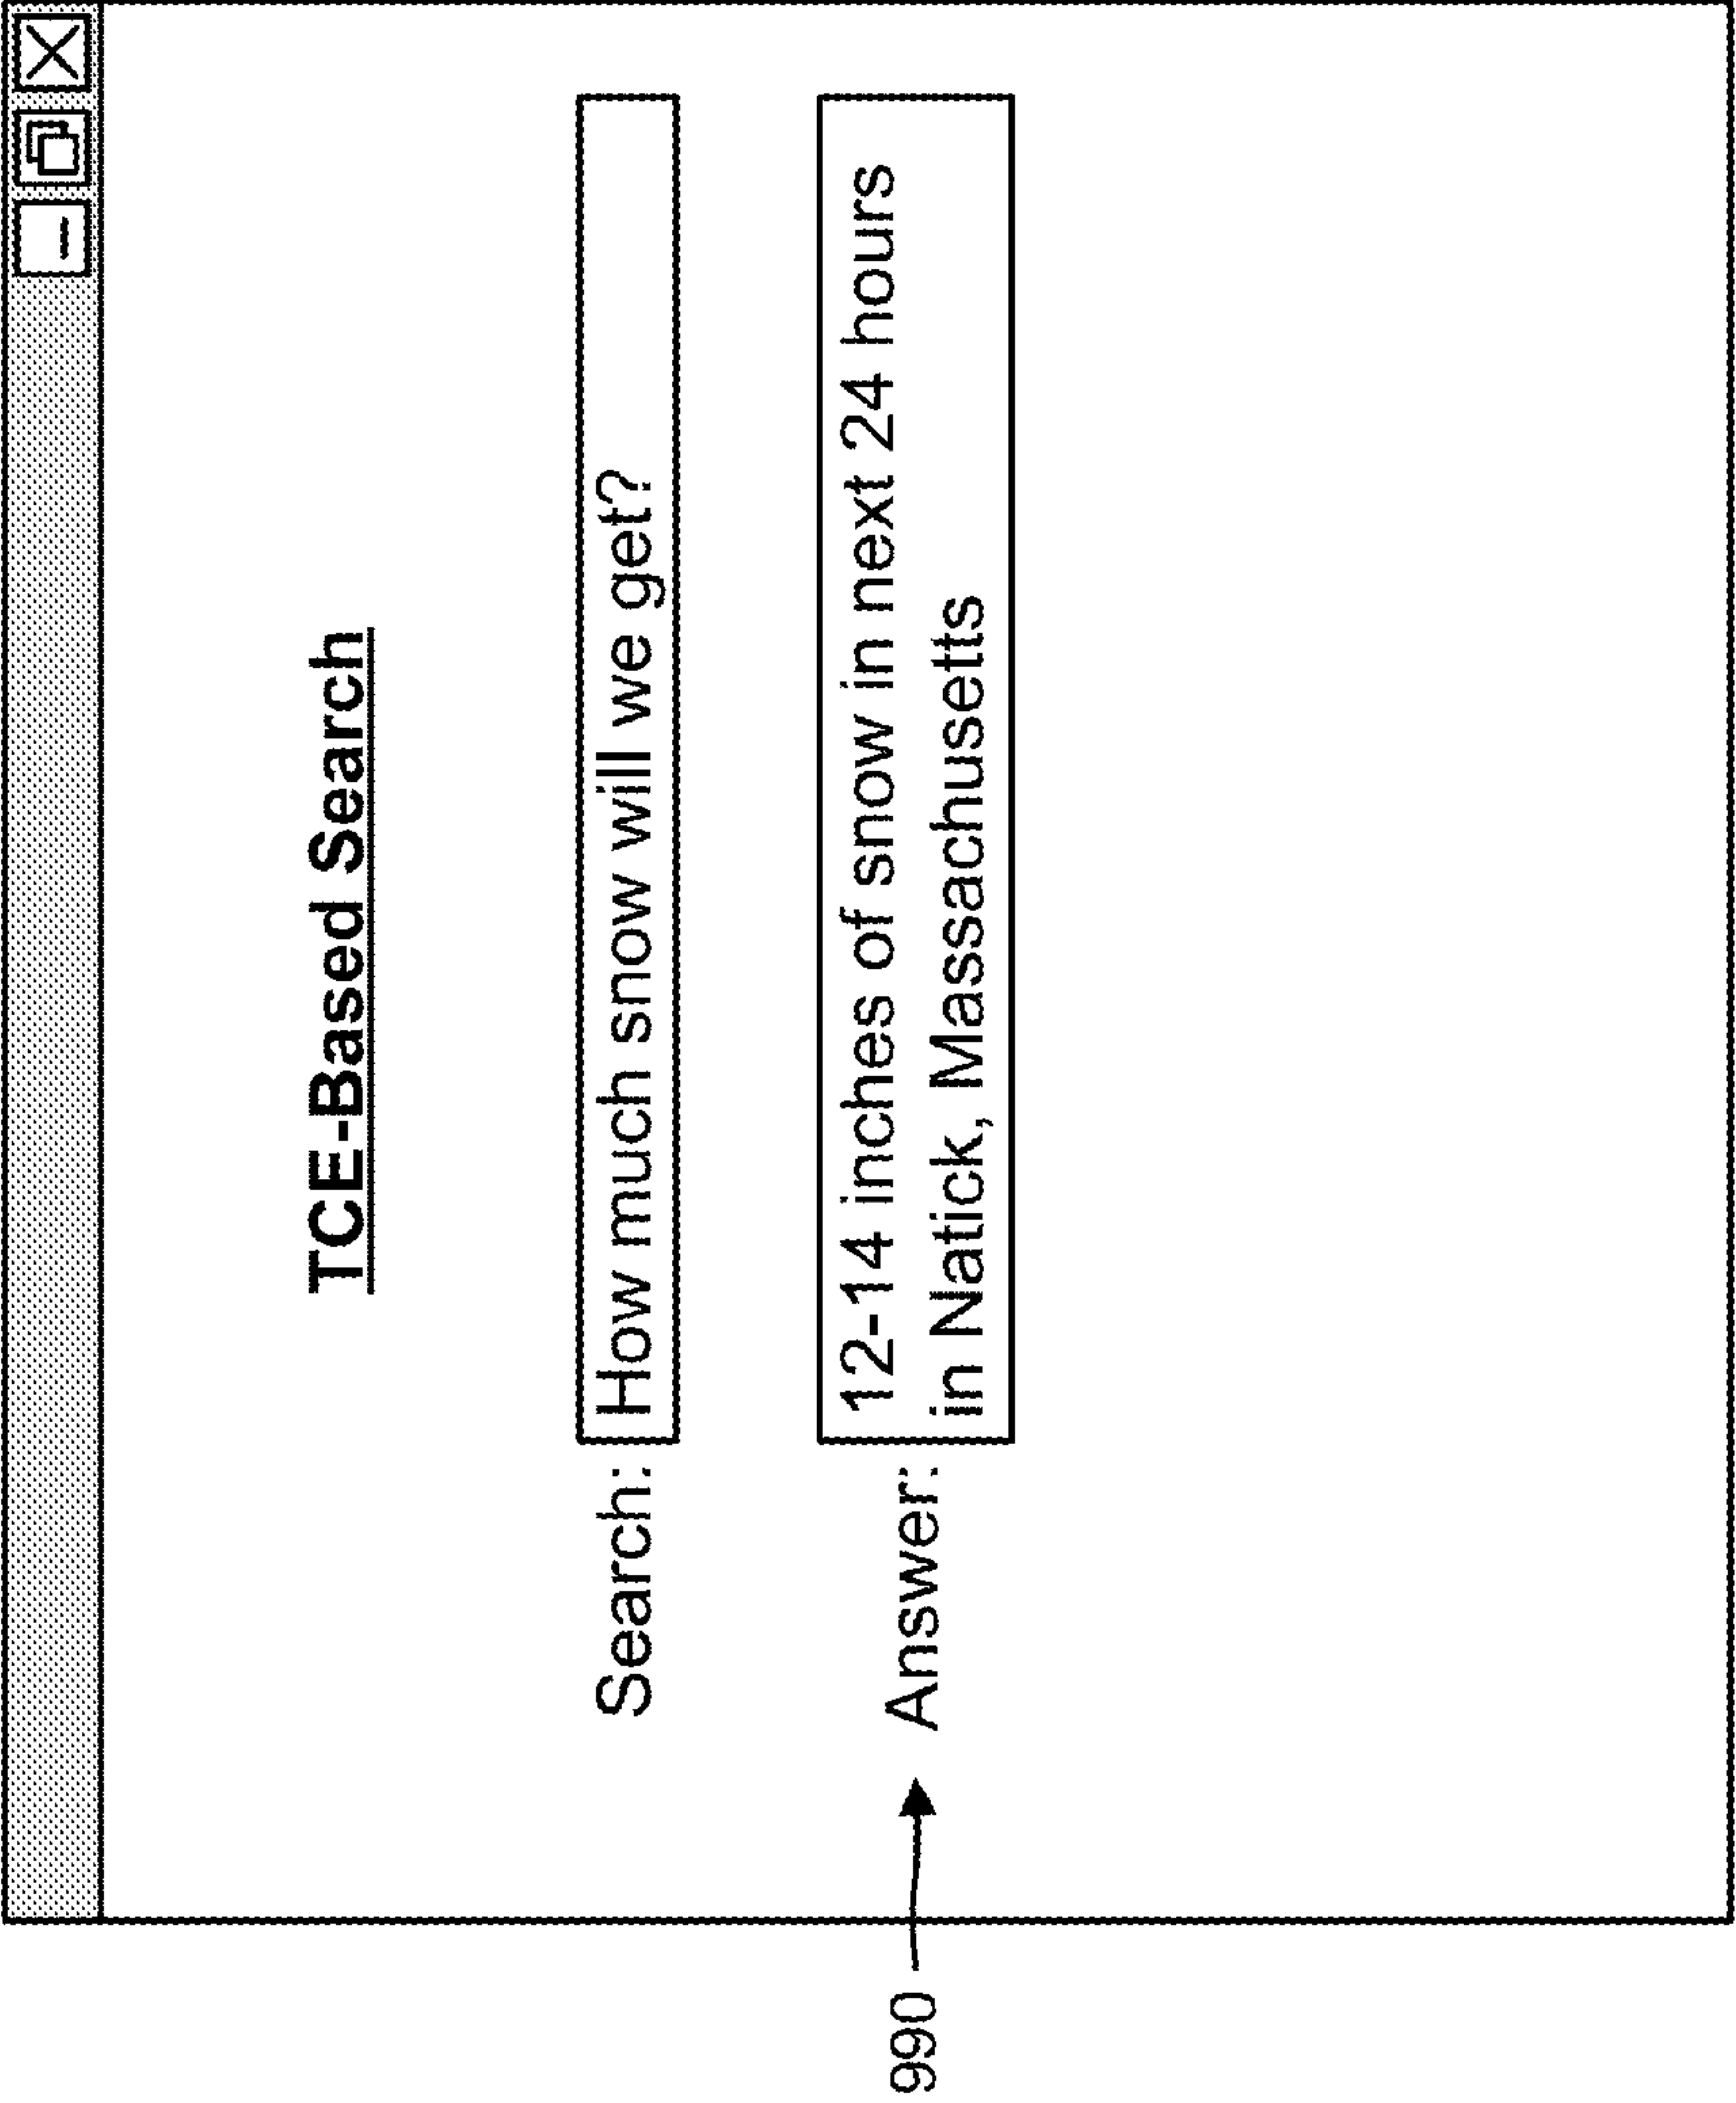 TCE-Based Search
Search: How much snow will we get?
Answer: 12-14 inches of snow in next 24 hours
in Natick, Massachusetts
990